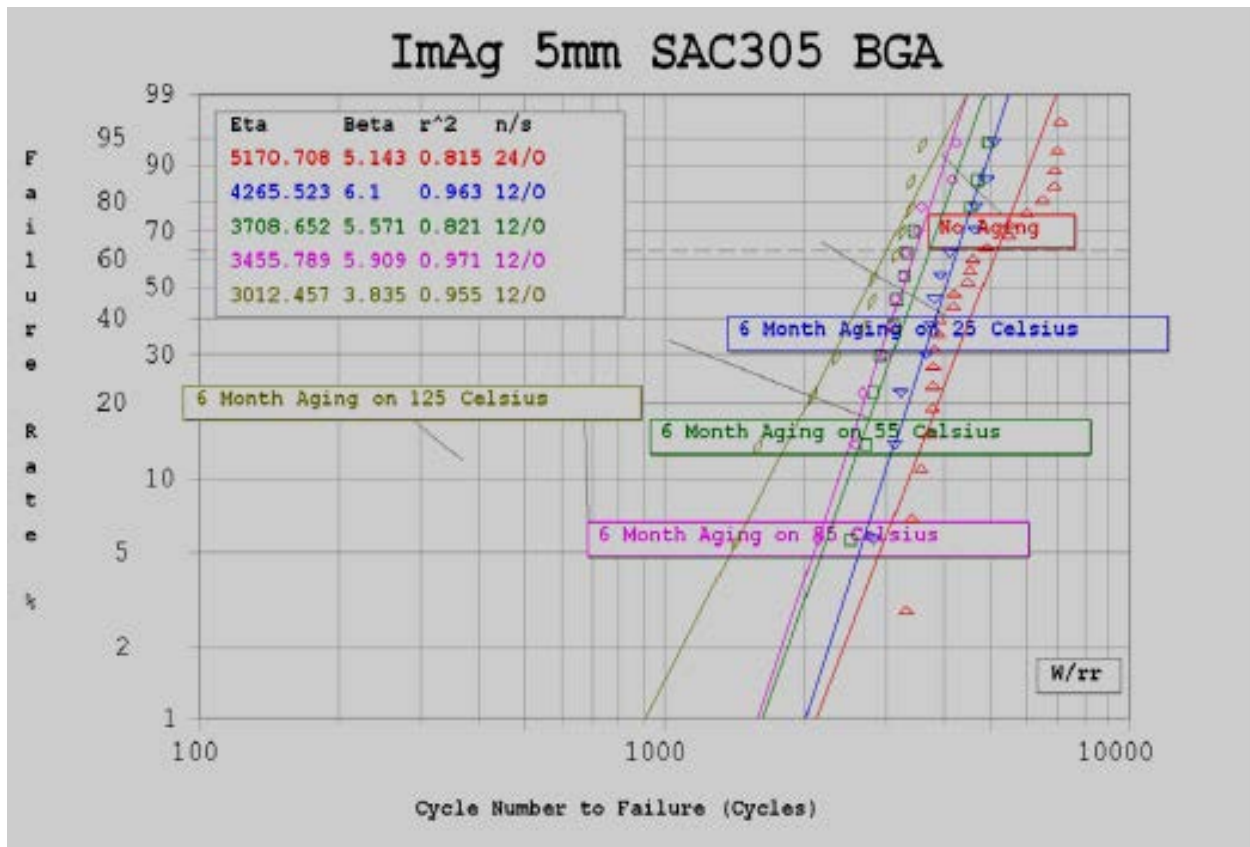 ImAg 5mm SAC305 BGA
Eta Beta r^2 n/s
5170.708 5.143 0.815 24/0
4265.523 6.1 0.963 12/0
3708.652 5.571 0.821 12/0
3455.789 5.909 0.971 12/0
3012.457 3.835 0.955 12/0
No Aging
6 Month Aging on 25 Celsius
6 Month Aging on 125 Celsius
6 Month Aging on 55 Celsius
6 Month Aging on 85 Celsius
W/rr
Failure Rate %
99
95
90
80
70
60
50
40
30
20
10
5
2
1
100 1000 10000
Cycle Number to Failure (Cycles)